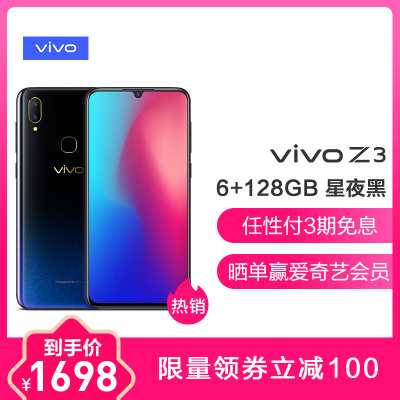 vivo
vivo
vivo Z3
6+128GB 星夜黑
任性付3期免息
晒单赢爱奇艺会员
热销
到手价
¥1698
限量领券立减100